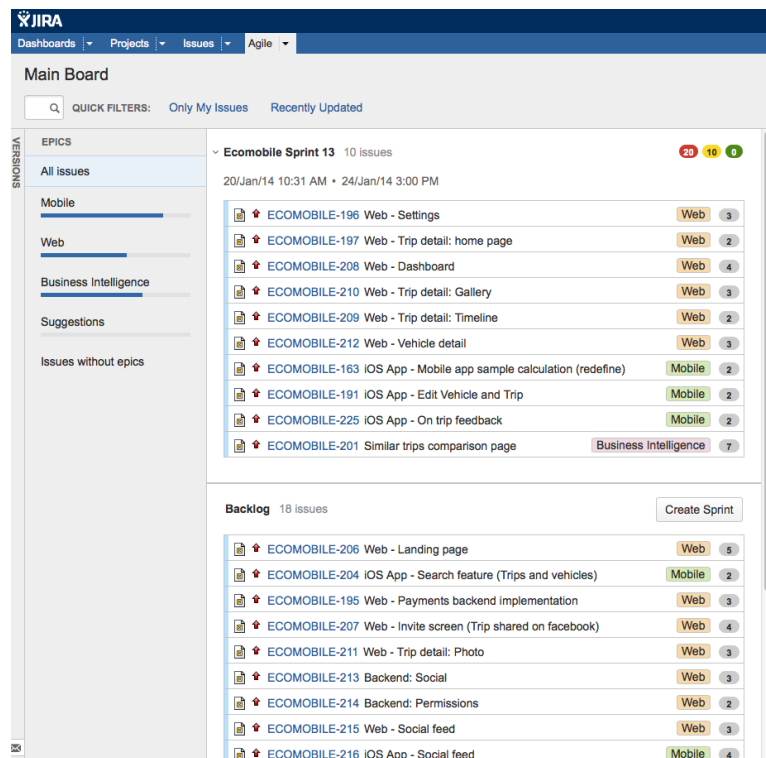 JIRA
Dashboards Projects Issues Agile
Main Board
QUICK FILTERS: Only My Issues Recently Updated
VERSIONS
EPICS
All issues
Mobile
Web
Business Intelligence
Suggestions
Issues without epics
Ecomobile Sprint 13 10 issues 20 10 0
20/Jan/14 10:31 AM • 24/Jan/14 3:00 PM
ECOMOBILE-196 Web - Settings Web 3
ECOMOBILE-197 Web - Trip detail: home page Web 2
ECOMOBILE-208 Web - Dashboard Web 4
ECOMOBILE-210 Web - Trip detail: Gallery Web 3
ECOMOBILE-209 Web - Trip detail: Timeline Web 2
ECOMOBILE-212 Web - Vehicle detail Web 3
ECOMOBILE-163 iOS App - Mobile app sample calculation (redefine) Mobile 2
ECOMOBILE-191 iOS App - Edit Vehicle and Trip Mobile 2
ECOMOBILE-225 iOS App - On trip feedback Mobile 2
ECOMOBILE-201 Similar trips comparison page Business Intelligence 7
Backlog 18 issues Create Sprint
ECOMOBILE-206 Web - Landing page Web 5
ECOMOBILE-204 iOS App - Search feature (Trips and vehicles) Mobile 2
ECOMOBILE-195 Web - Payments backend implementation Web 3
ECOMOBILE-207 Web - Invite screen (Trip shared on facebook) Web 4
ECOMOBILE-211 Web - Trip detail: Photo Web 3
ECOMOBILE-213 Backend: Social Web 3
ECOMOBILE-214 Backend: Permissions Web 2
ECOMOBILE-215 Web - Social feed Web 3
ECOMOBILE-216 iOS App - Social feed Mobile 4